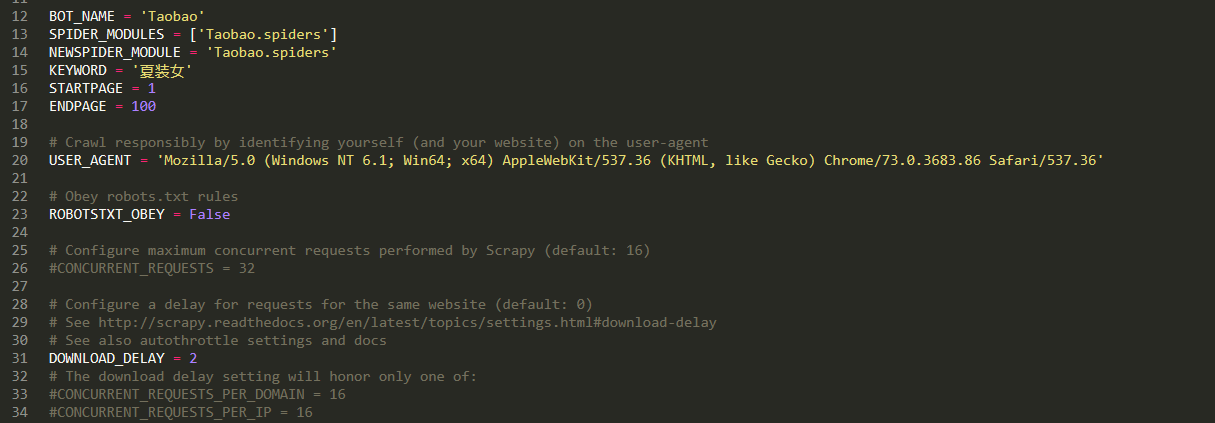 12 BOT_NAME = 'Taobao'
13 SPIDER_MODULES = ['Taobao.spiders']
14 NEWSPIDER_MODULE = 'Taobao.spiders'
15 KEYWORD = '夏装女'
16 STARTPAGE = 1
17 ENDPAGE = 100
18
19 # Crawl responsibly by identifying yourself (and your website) on the user-agent
20 USER_AGENT = 'Mozilla/5.0 (Windows NT 6.1; Win64; x64) AppleWebKit/537.36 (KHTML, like Gecko) Chrome/73.0.3683.86 Safari/537.36'
21
22 # Obey robots.txt rules
23 ROBOTSTXT_OBEY = False
24
25 # Configure maximum concurrent requests performed by Scrapy (default: 16)
26 #CONCURRENT_REQUESTS = 32
27
28 # Configure a delay for requests for the same website (default: 0)
29 # See http://scrapy.readthedocs.org/en/latest/topics/settings.html#download-delay
30 # See also autothrottle settings and docs
31 DOWNLOAD_DELAY = 2
32 # The download delay setting will honor only one of:
33 #CONCURRENT_REQUESTS_PER_DOMAIN = 16
34 #CONCURRENT_REQUESTS_PER_IP = 16